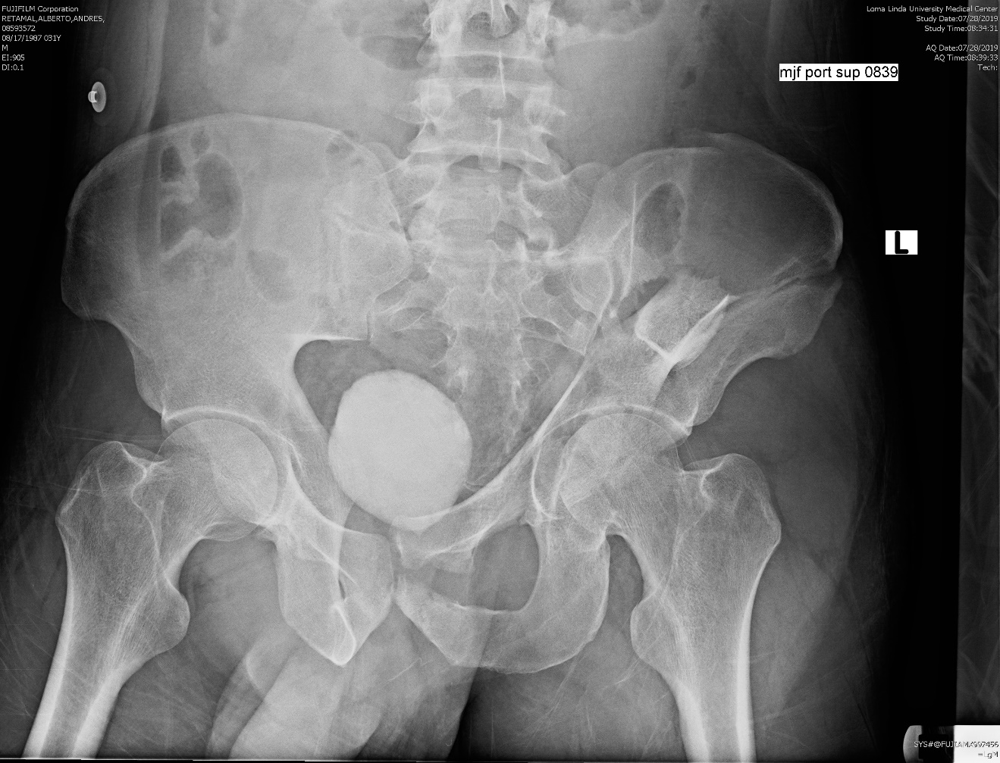 FUJIFILM Corporation
RETAMAL,ALBERTO,ANDRES,
08593572
08/17/1987 031Y
M
EI:905
DI:0.1
Loma Linda University Medical Center
Study Date:07/28/2019
Study Time:08:34:31
AQ Date:07/28/2019
AQ Time:08:39:33
Tech:
mjf port sup 0839
L